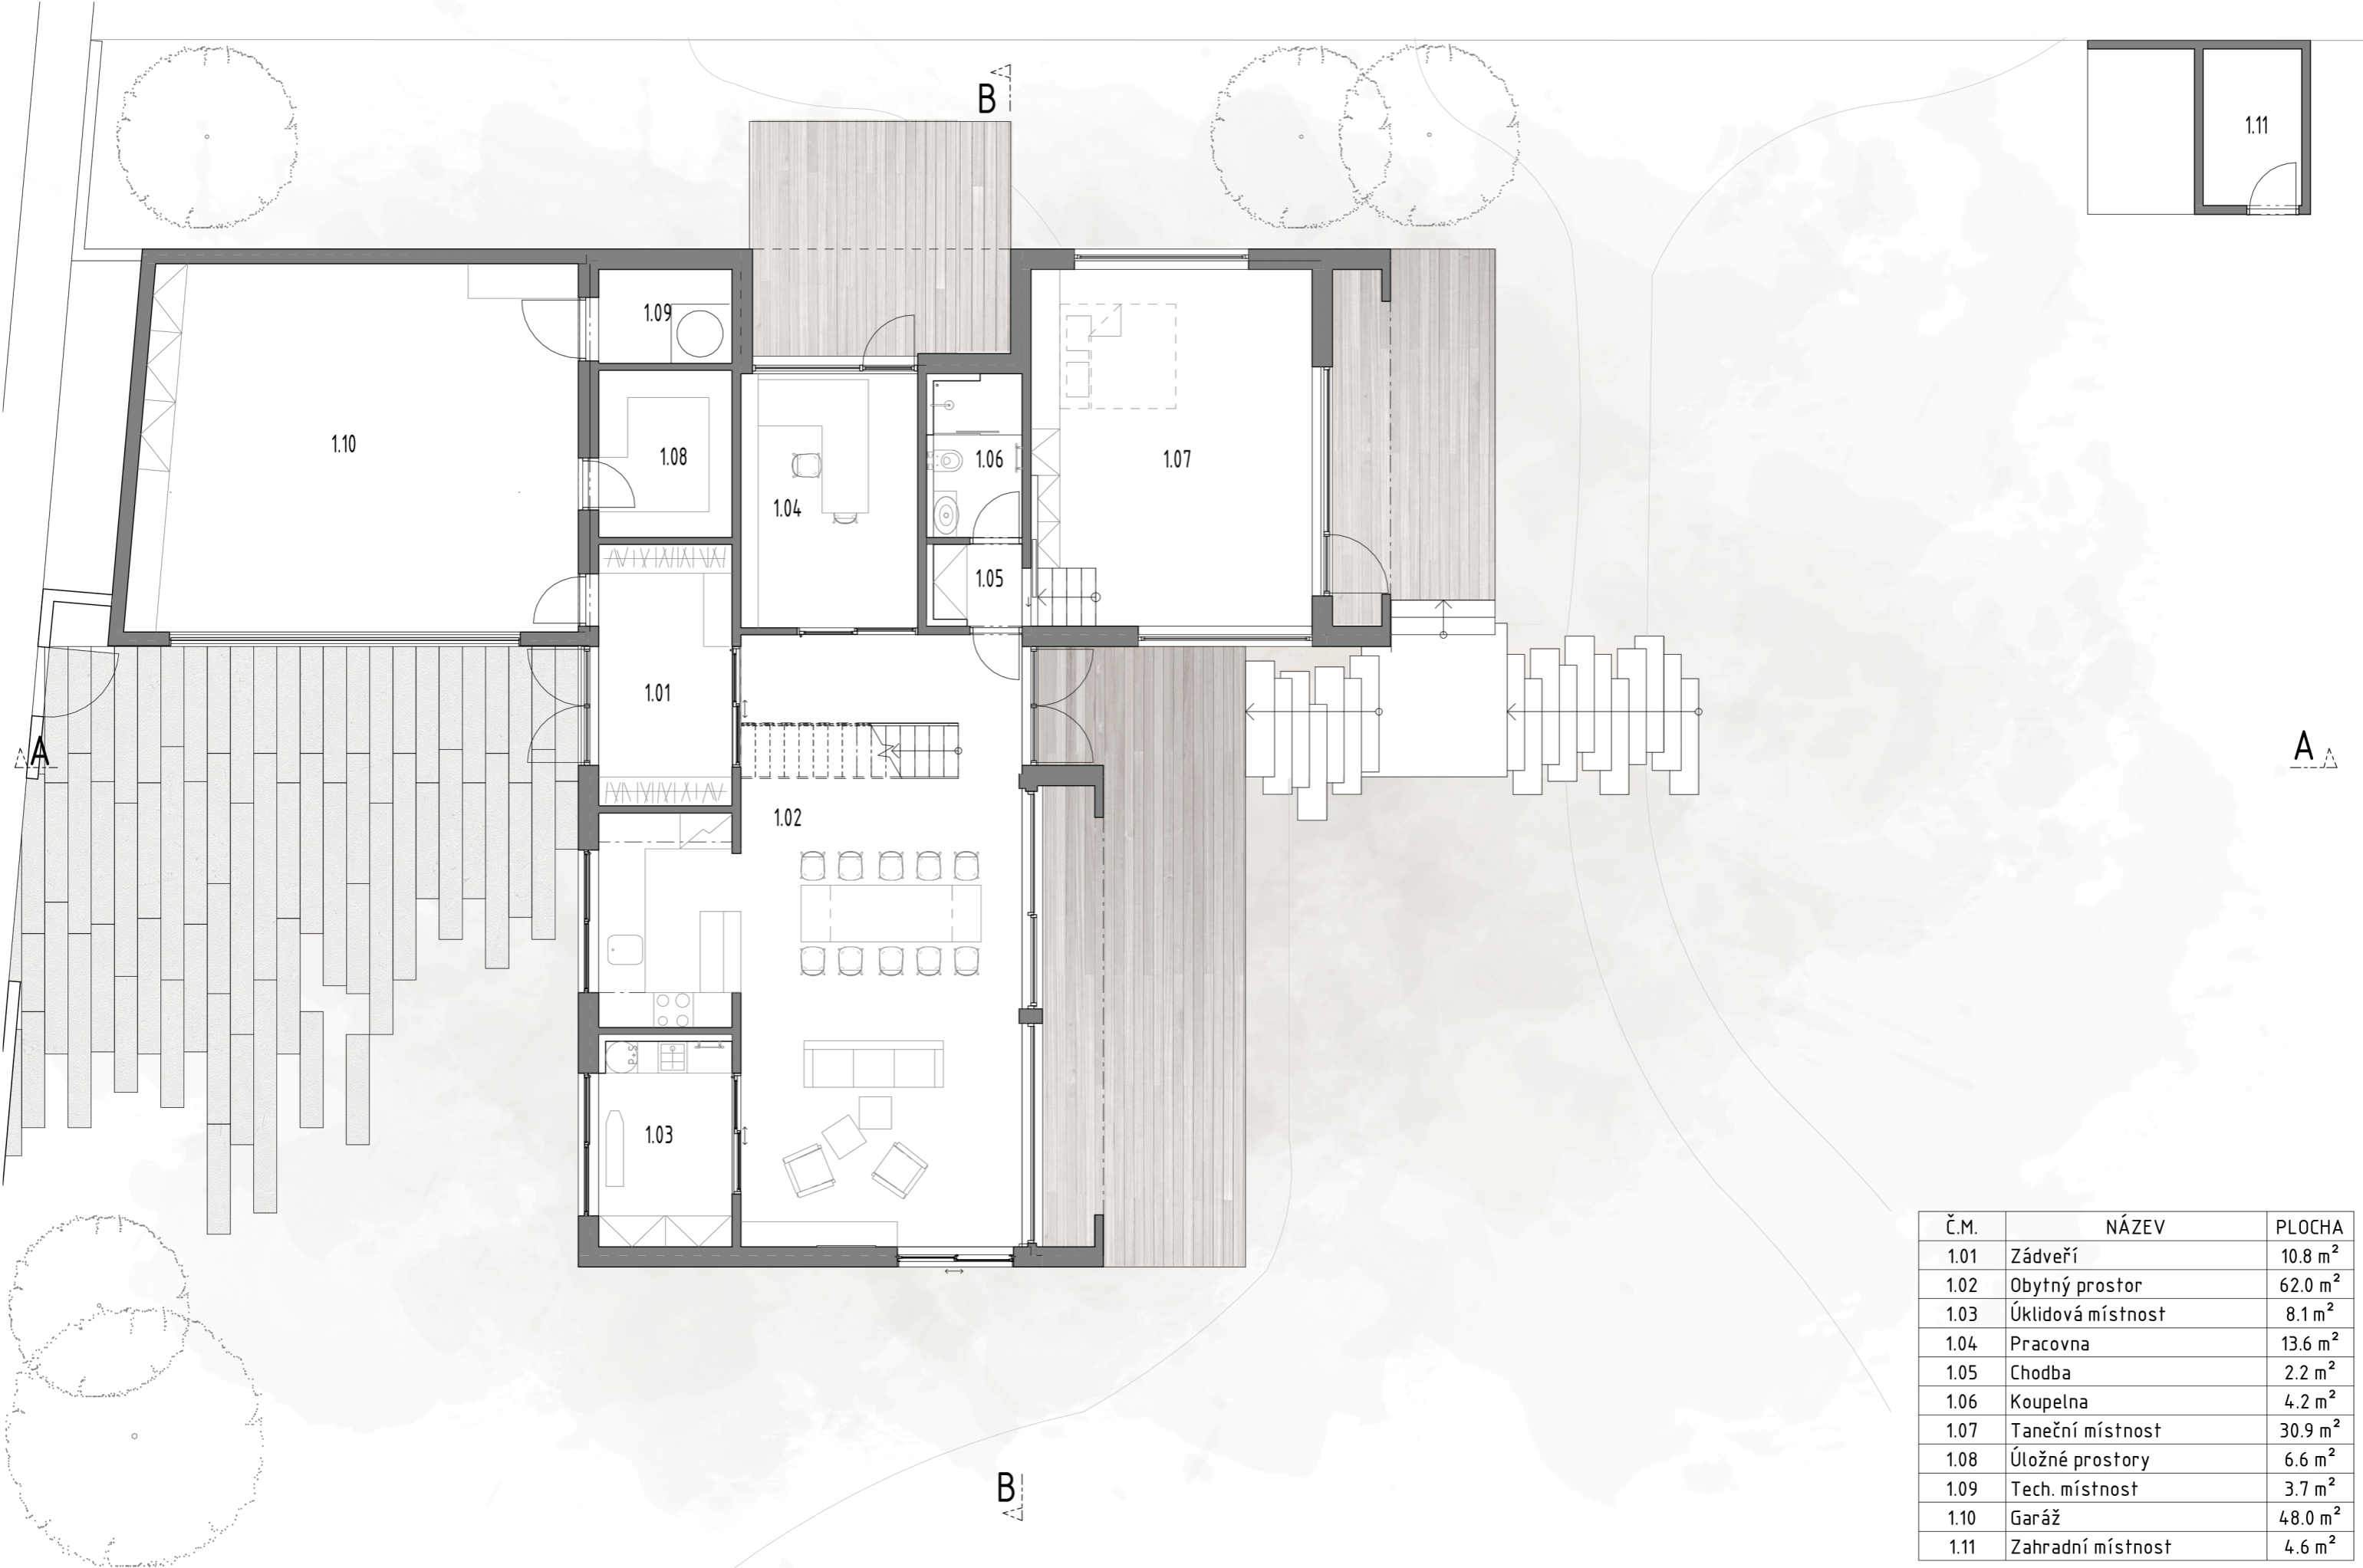 B
1.11
1.09
1.10
1.08
1.06
1.07
1.04
1.05
1.01
A
A
1.02
1.03
B
Č.M. NÁZEV PLOCHA
1.01 Zádveří 10.8 m²
1.02 Obytný prostor 62.0 m²
1.03 Úklidová místnost 8.1 m²
1.04 Pracovna 13.6 m²
1.05 Chodba 2.2 m²
1.06 Koupelna 4.2 m²
1.07 Taneční místnost 30.9 m²
1.08 Úložné prostory 6.6 m²
1.09 Tech. místnost 3.7 m²
1.10 Garáž 48.0 m²
1.11 Zahradní místnost 4.6 m²